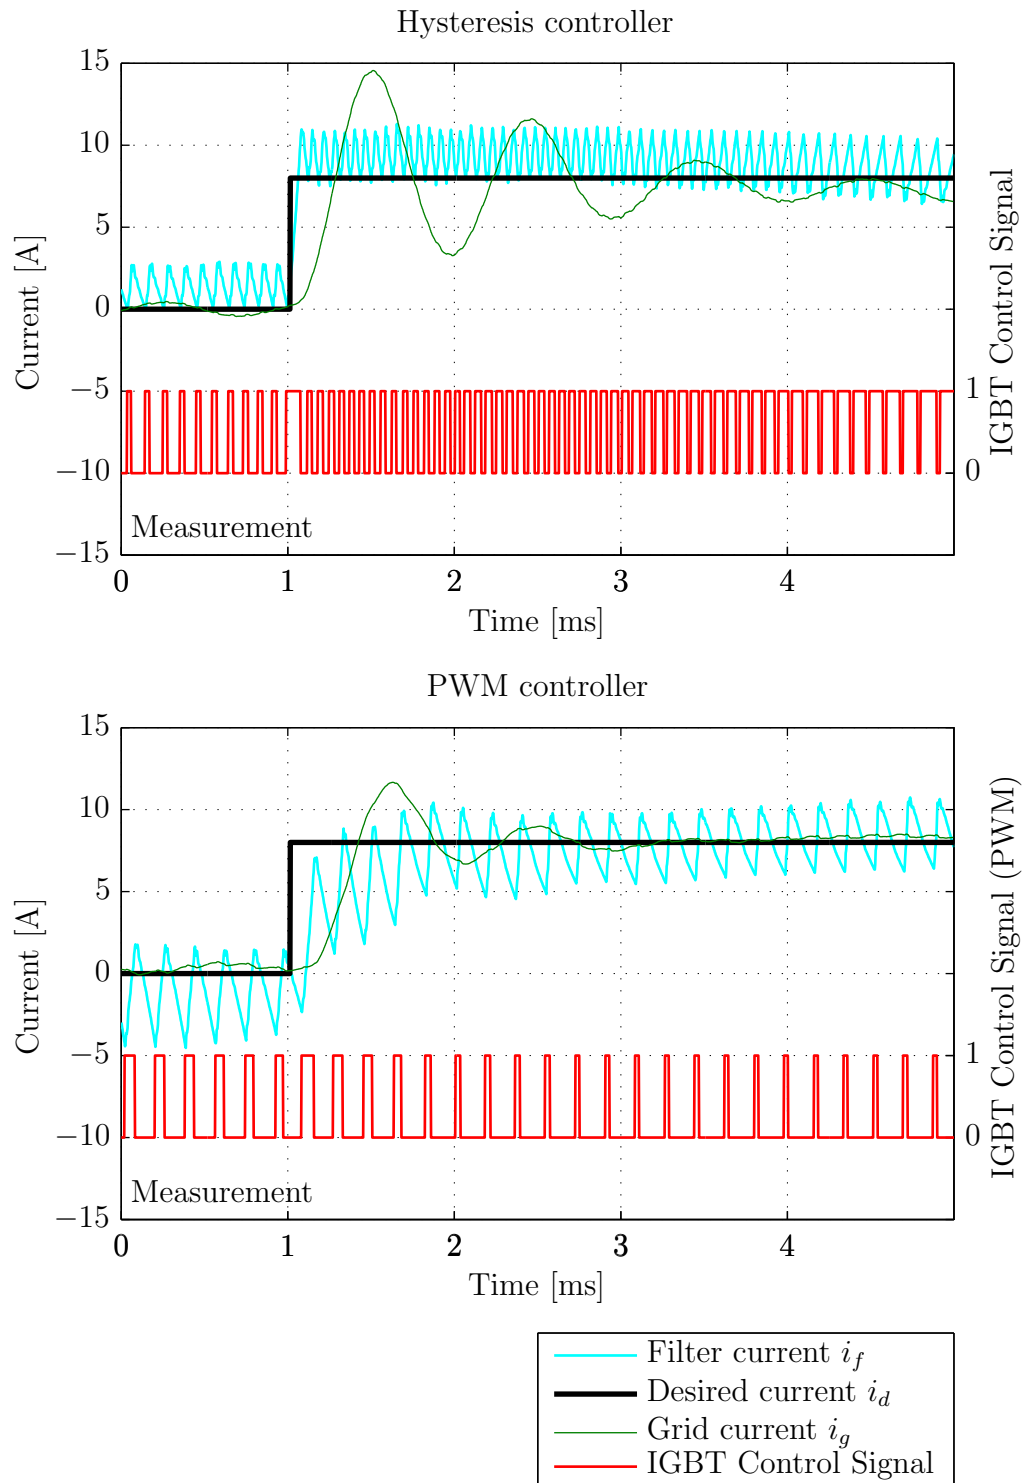 Hysteresis controller
15
10
5
0
−5
−10
−15
Current [A]
1
0
IGBT Control Signal
Measurement
0 1 2 3 4
Time [ms]
PWM controller
15
10
5
0
−5
−10
−15
Current [A]
1
0
IGBT Control Signal (PWM)
Measurement
0 1 2 3 4
Time [ms]
Filter current i_f
Desired current i_d
Grid current i_g
IGBT Control Signal